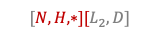 [N, H,*][L₂, D]